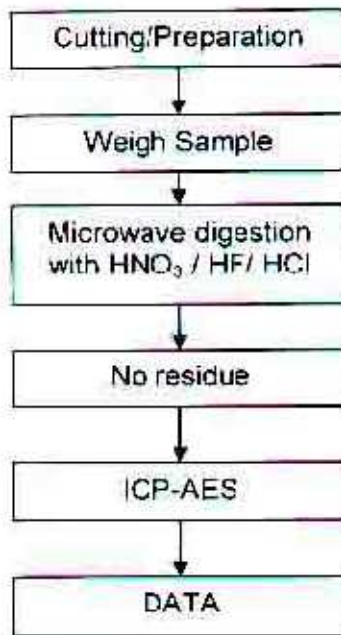 Cutting/Preparation
Weigh Sample
Microwave digestion
with HNO₃ / HF/ HCl
No residue
ICP-AES
DATA